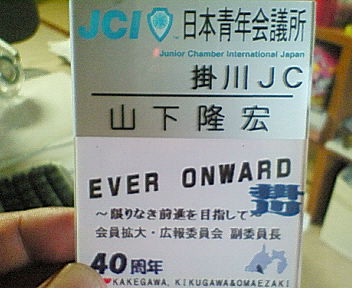 JCI 日本青年会議所
Junior Chamber International Japan
掛川JC
山下隆宏
EVER ONWARD
～限りなき前進を目指して
会員拡大・広報委員会 副委員長
40周年
KAKEGAWA, KIKUGAWA&OMAEZAKI